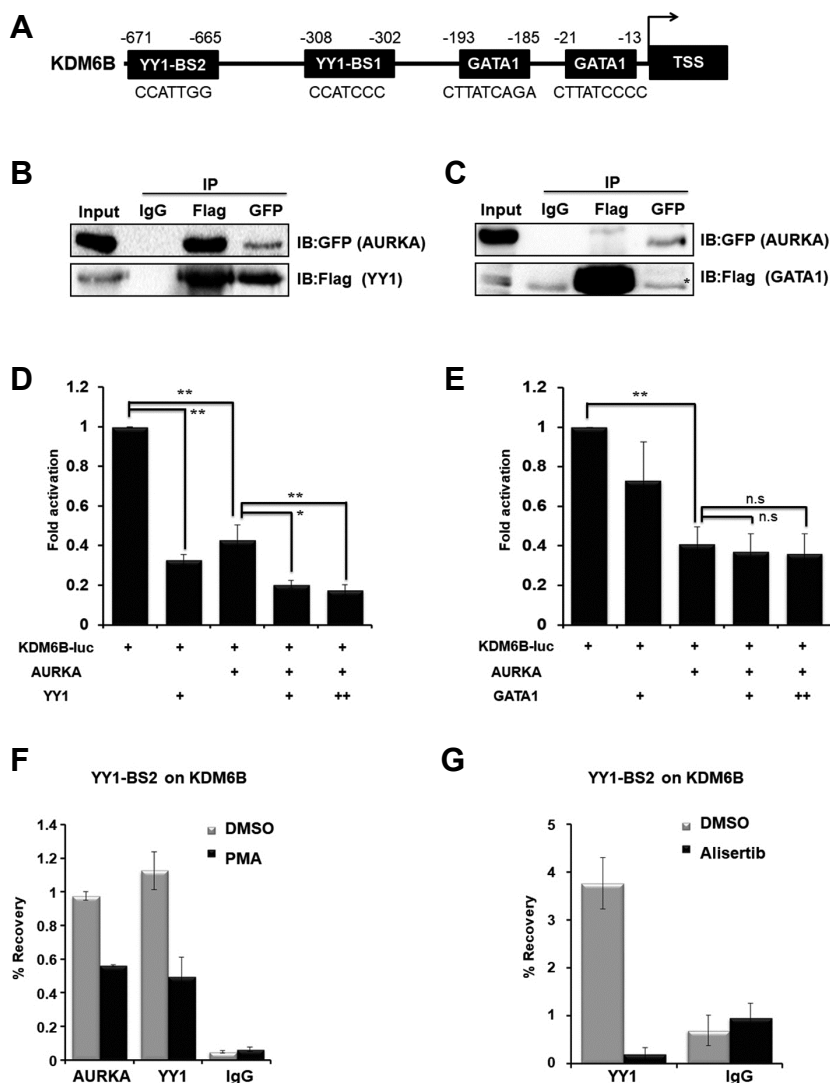 A
-671 -665 -308 -302 -193 -185 -21 -13
KDM6B YY1-BS2 YY1-BS1 GATA1 GATA1 TSS
CCATTGG CCATCCC CTTATCAGA CTTATCCCC
B
IP
Input IgG Flag GFP
IB:GFP (AURKA)
IB:Flag (YY1)
C
IP
Input IgG Flag GFP
IB:GFP (AURKA)
* IB:Flag (GATA1)
D
Fold activation
1.2
1
0.8
0.6
0.4
0.2
0
**
**
**
*
KDM6B-luc + + + + +
AURKA + + +
YY1 + + ++
E
Fold activation
1.2
1
0.8
0.6
0.4
0.2
0
**
n.s
n.s
KDM6B-luc + + + + +
AURKA + + +
GATA1 + + ++
F
YY1-BS2 on KDM6B
% Recovery
1.4
1.2
1
0.8
0.6
0.4
0.2
0
DMSO
PMA
AURKA YY1 IgG
G
YY1-BS2 on KDM6B
% Recovery
5
4
3
2
1
0
DMSO
Alisertib
YY1 IgG